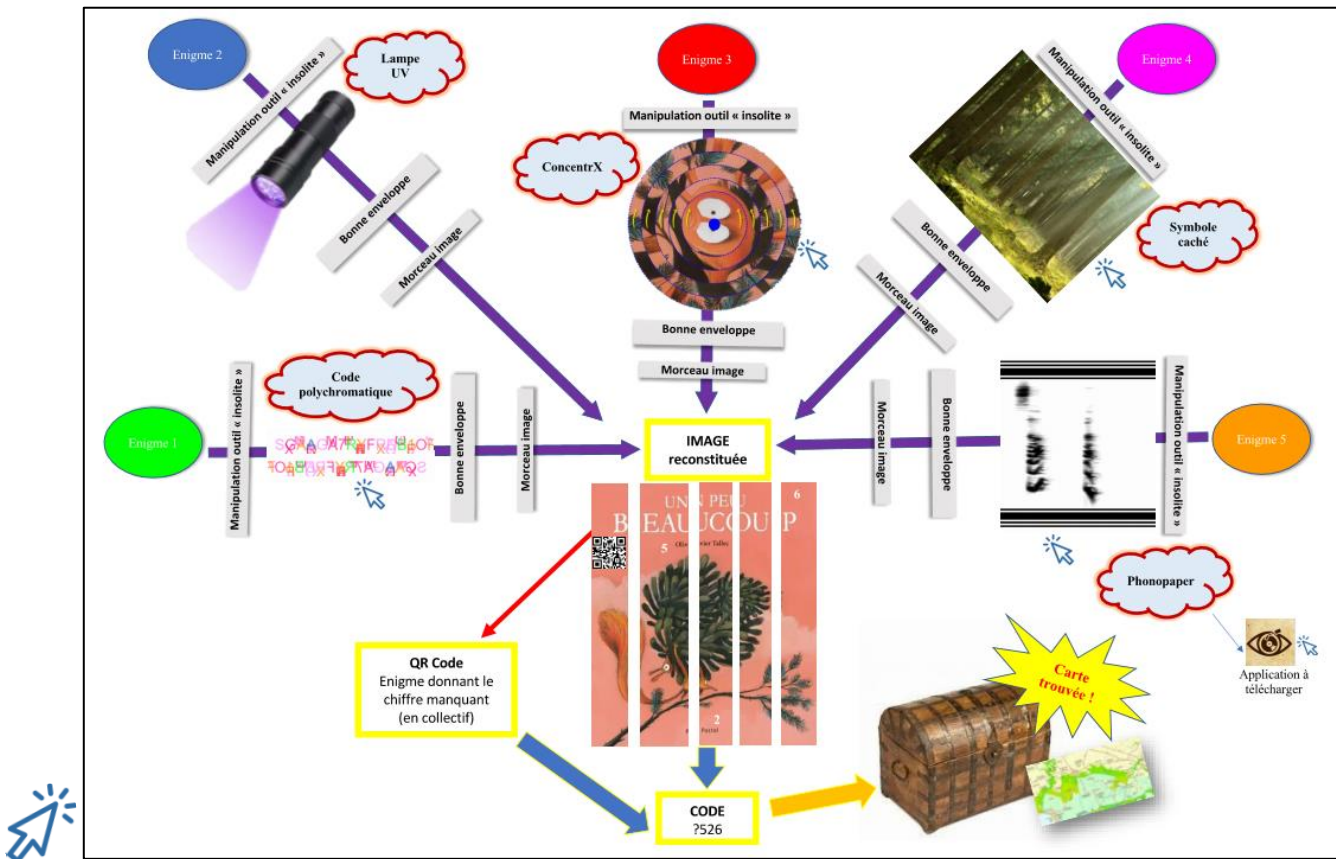 Enigme 2
Manipulation outil « insolite »
Lampe
UV
Bonne enveloppe
Morceau image
Enigme 3
Manipulation outil « insolite »
ConcentrX
Bonne enveloppe
Morceau image
Enigme 4
Manipulation outil « insolite »
Symbole
caché
Bonne enveloppe
Morceau image
Enigme 1
Manipulation outil « insolite »
Code
polychromatique
Bonne enveloppe
Morceau image
IMAGE
reconstituée
Morceau image
Bonne enveloppe
Manipulation outil « insolite »
Enigme 5
Phonopaper
Application à
télécharger
UN PEU
6
BEAUCOUP
5
2
QR Code
Enigme donnant le
chiffre manquant
(en collectif)
Carte
trouvée !
CODE
?526